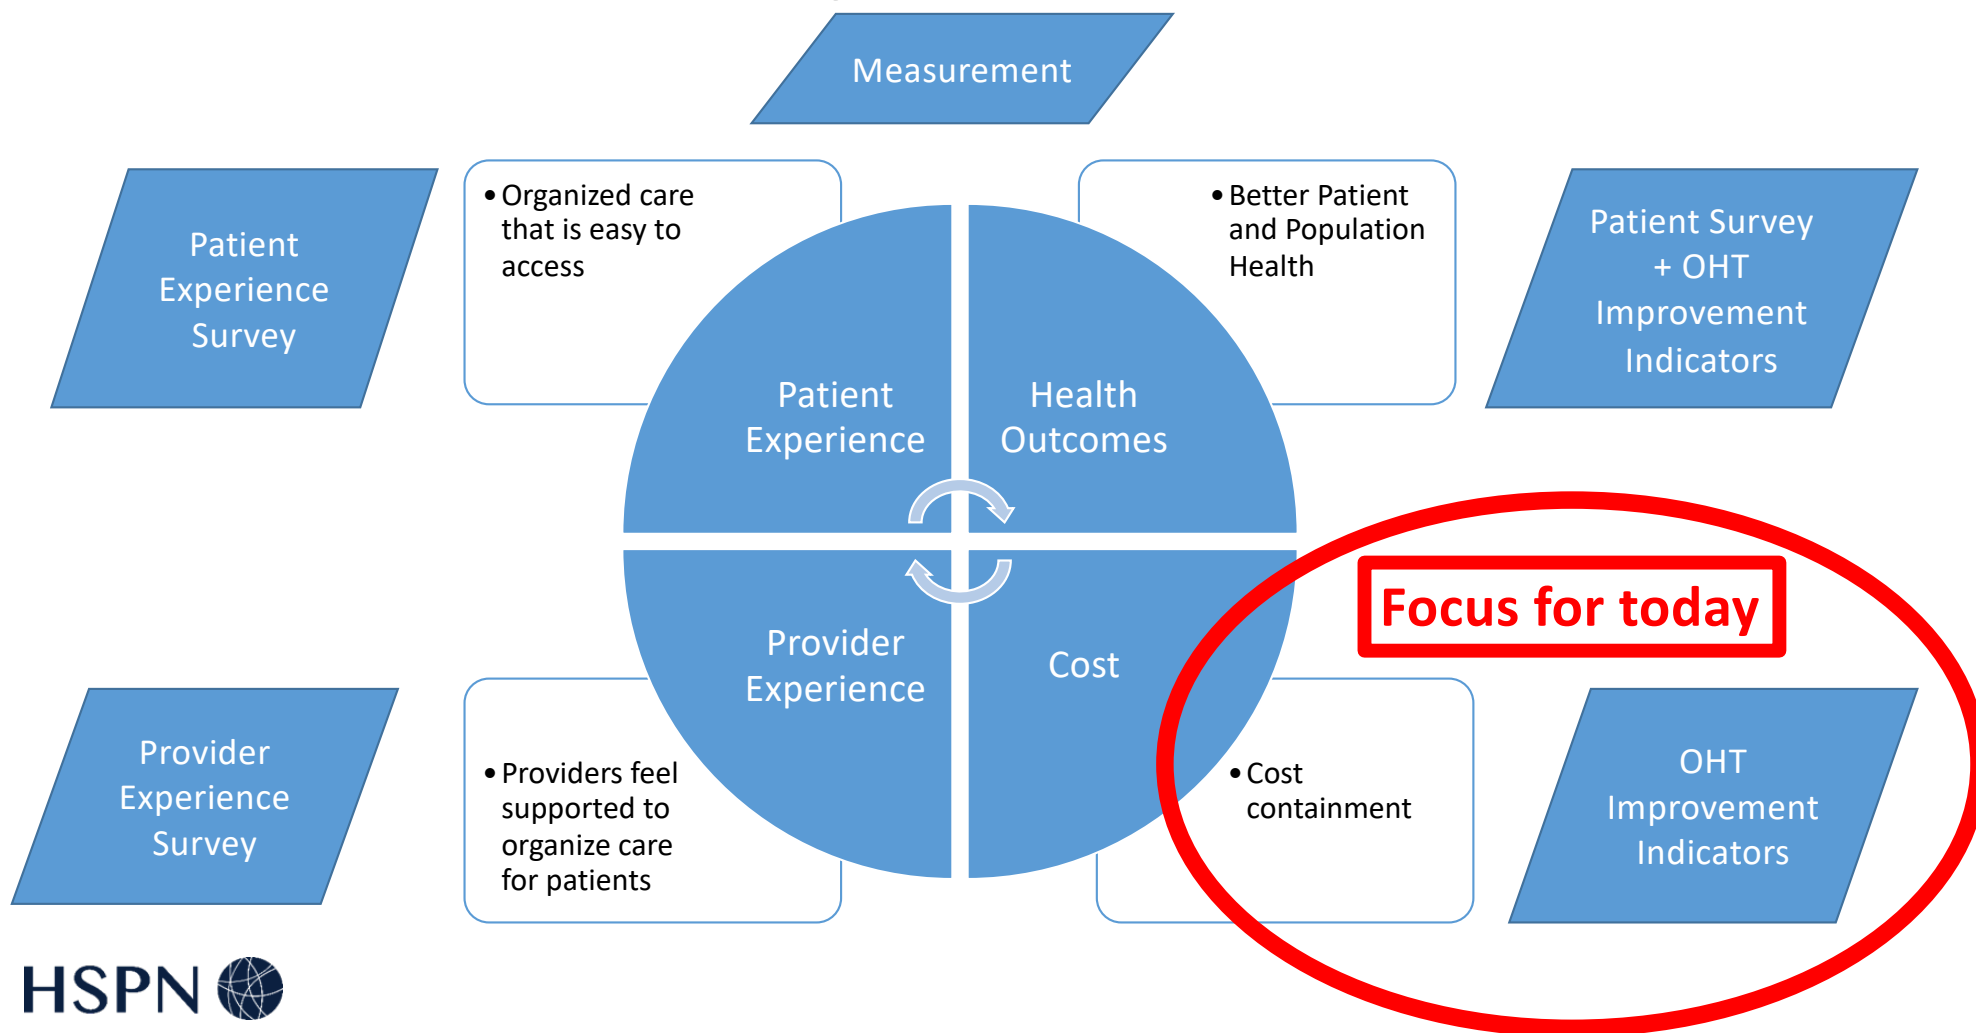 Measurement
Patient
Experience
Survey
• Organized care
that is easy to
access
• Better Patient
and Population
Health
Patient Survey
+ OHT
Improvement
Indicators
Patient
Experience
Health
Outcomes
Provider
Experience
Cost
Focus for today
Provider
Experience
Survey
• Providers feel
supported to
organize care
for patients
• Cost
containment
OHT
Improvement
Indicators
HSPN